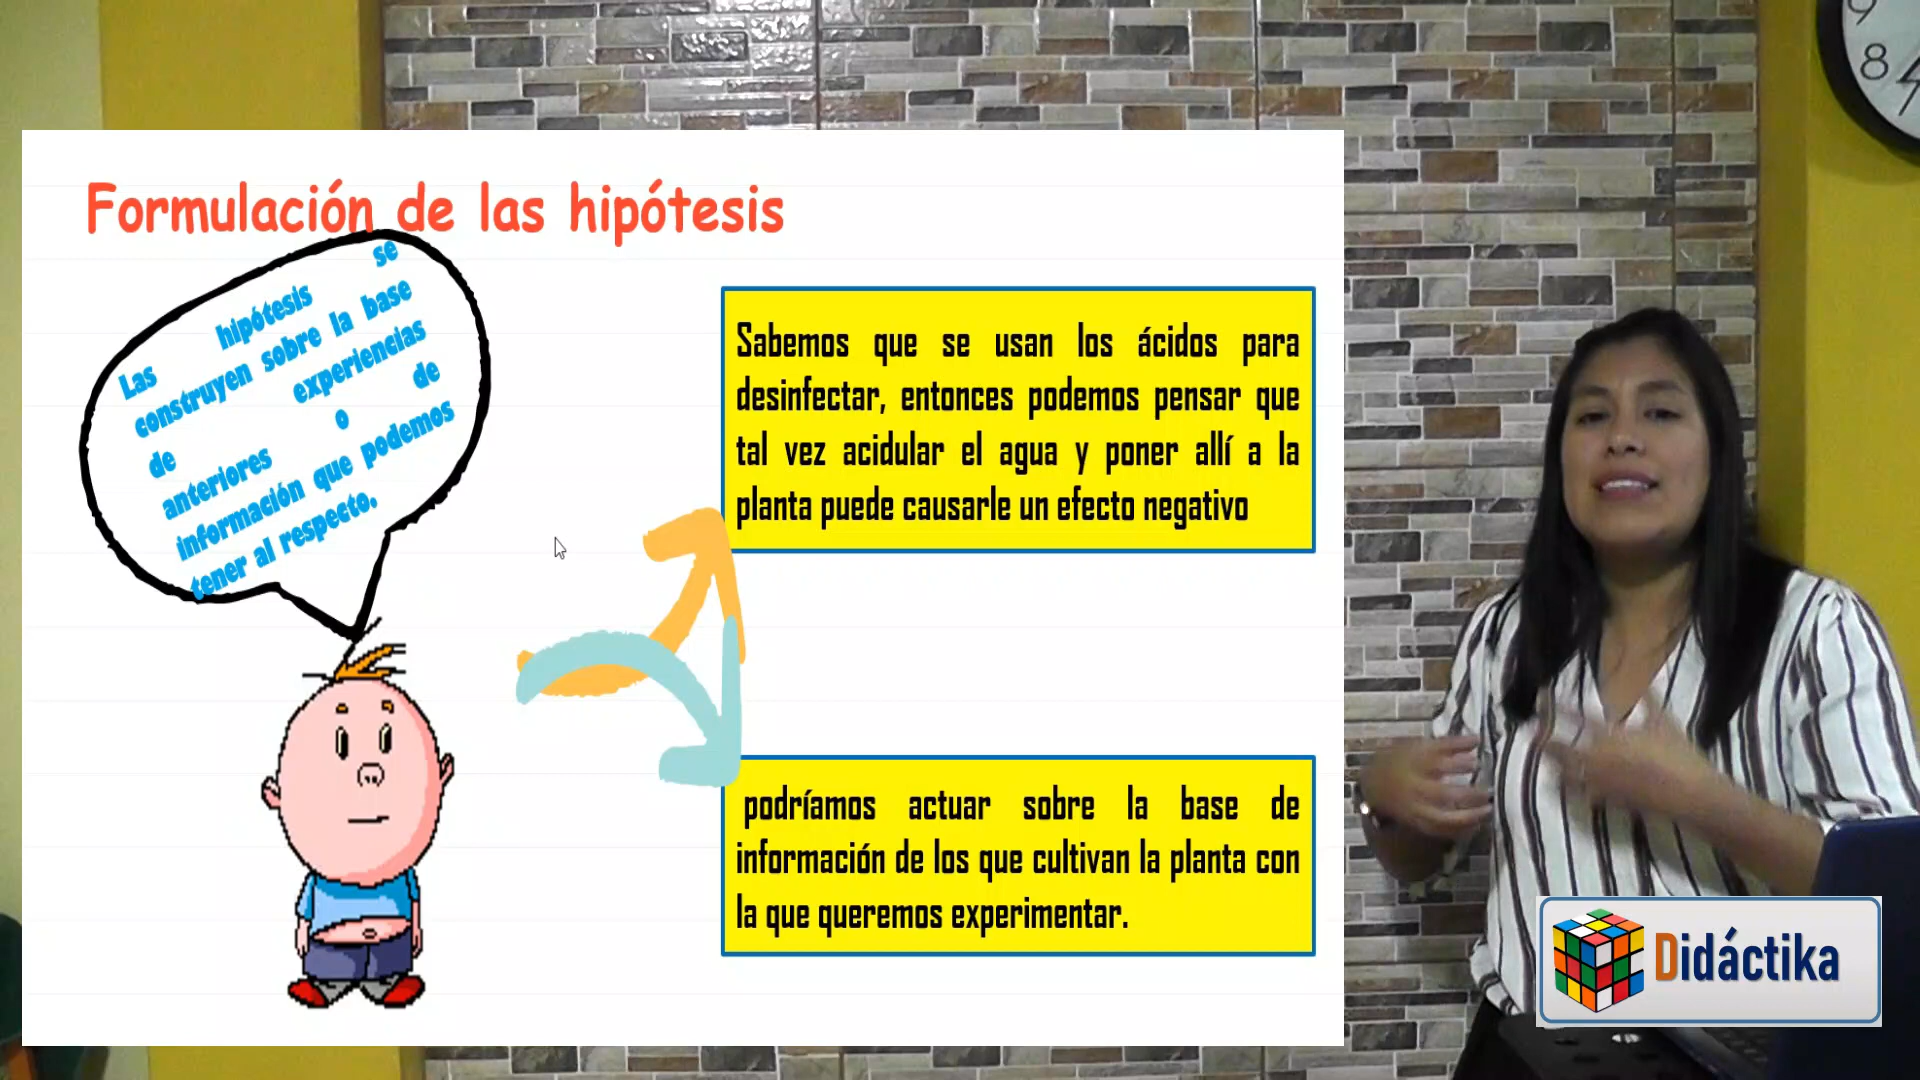 Formulación de las hipótesis
Las hipótesis se
construyen sobre la base
de experiencias
anteriores o de
información que podemos
tener al respecto.
Sabemos que se usan los ácidos para
desinfectar, entonces podemos pensar que
tal vez acidular el agua y poner allí a la
planta puede causarle un efecto negativo
podríamos actuar sobre la base de
información de los que cultivan la planta con
la que queremos experimentar.
Didáctika
9
8